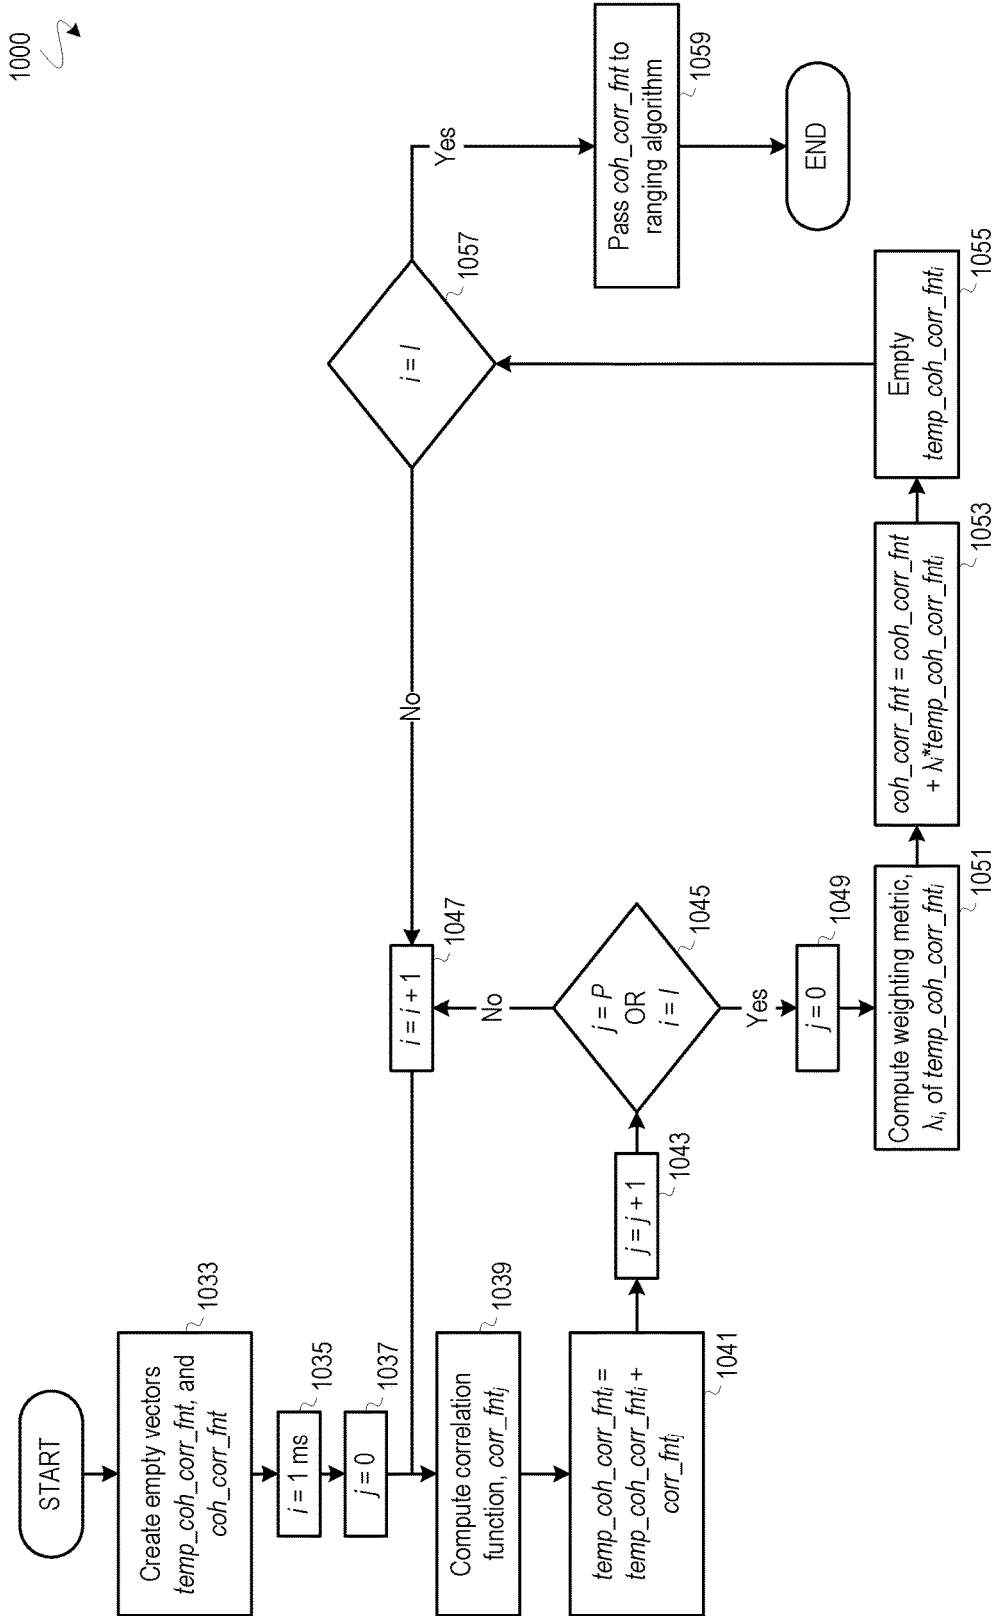 1000
START
Create empty vectors
temp_coh_corr_fnt, and
coh_corr_fnt
1033
i = 1 ms
1035
j = 0
1037
Compute correlation
function, corr_fntj
1039
temp_coh_corr_fnti =
temp_coh_corr_fnti +
corr_fntj
1041
j = j + 1
1043
j = P
OR
i = I
1045
No
i = i + 1
1047
Yes
j = 0
1049
Compute weighting metric,
λi, of temp_coh_corr_fnti
1051
coh_corr_fnt = coh_corr_fnt
+ λi*temp_coh_corr_fnti
1053
Empty
temp_coh_corr_fnti
1055
i = I
1057
No
Yes
Pass coh_corr_fnt to
ranging algorithm
1059
END